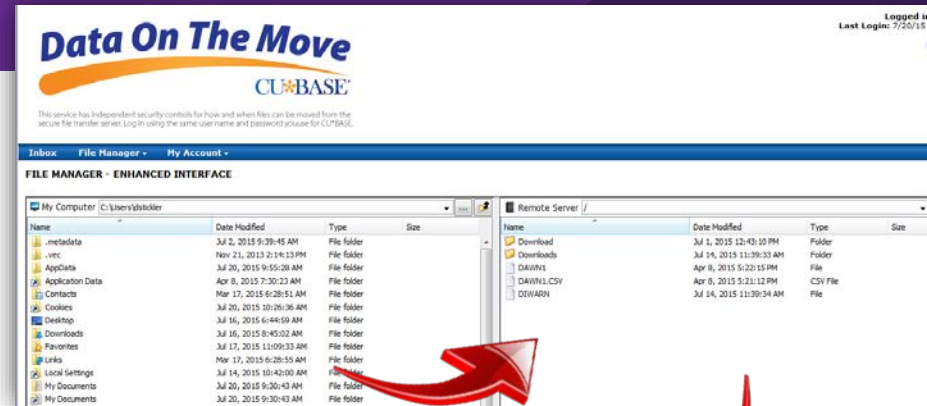 Logged in
Last Login: 7/20/15
Data On The Move
CU*BASE
This service has independent security controls for how and when files can be moved from the
secure file transfer server. Log in using the same user name and password youuse for CU*BASE.
Inbox File Manager My Account
FILE MANAGER - ENHANCED INTERFACE
My Computer C:\Users\dstickler ... Remote Server /
Name Date Modified Type Size Name Date Modified Type Size
.metadata Jul 2, 2015 9:39:45 AM File folder Download Jul 1, 2015 12:43:10 PM Folder
.vec Nov 21, 2013 2:14:13 PM File folder Downloads Jul 14, 2015 11:39:33 AM Folder
AppData Jul 20, 2015 9:55:28 AM File folder DAWN1 Apr 8, 2015 5:22:15 PM File
Application Data Apr 8, 2015 7:30:23 AM File folder DAWN1.CSV Apr 8, 2015 5:21:12 PM CSV File
Contacts Mar 17, 2015 6:28:51 AM File folder DIWARN Jul 14, 2015 11:39:34 AM File
Cookies Jul 20, 2015 10:26:36 AM File folder
Desktop Jul 16, 2015 6:44:59 AM File folder
Downloads Jul 16, 2015 8:45:02 AM File folder
Favorites Jul 17, 2015 11:09:33 AM File folder
Links Mar 17, 2015 6:28:55 AM File folder
Local Settings Jul 14, 2015 10:42:00 AM File folder
My Documents Jul 20, 2015 9:30:43 AM File folder
My Documents Jul 20, 2015 9:30:43 AM File folder